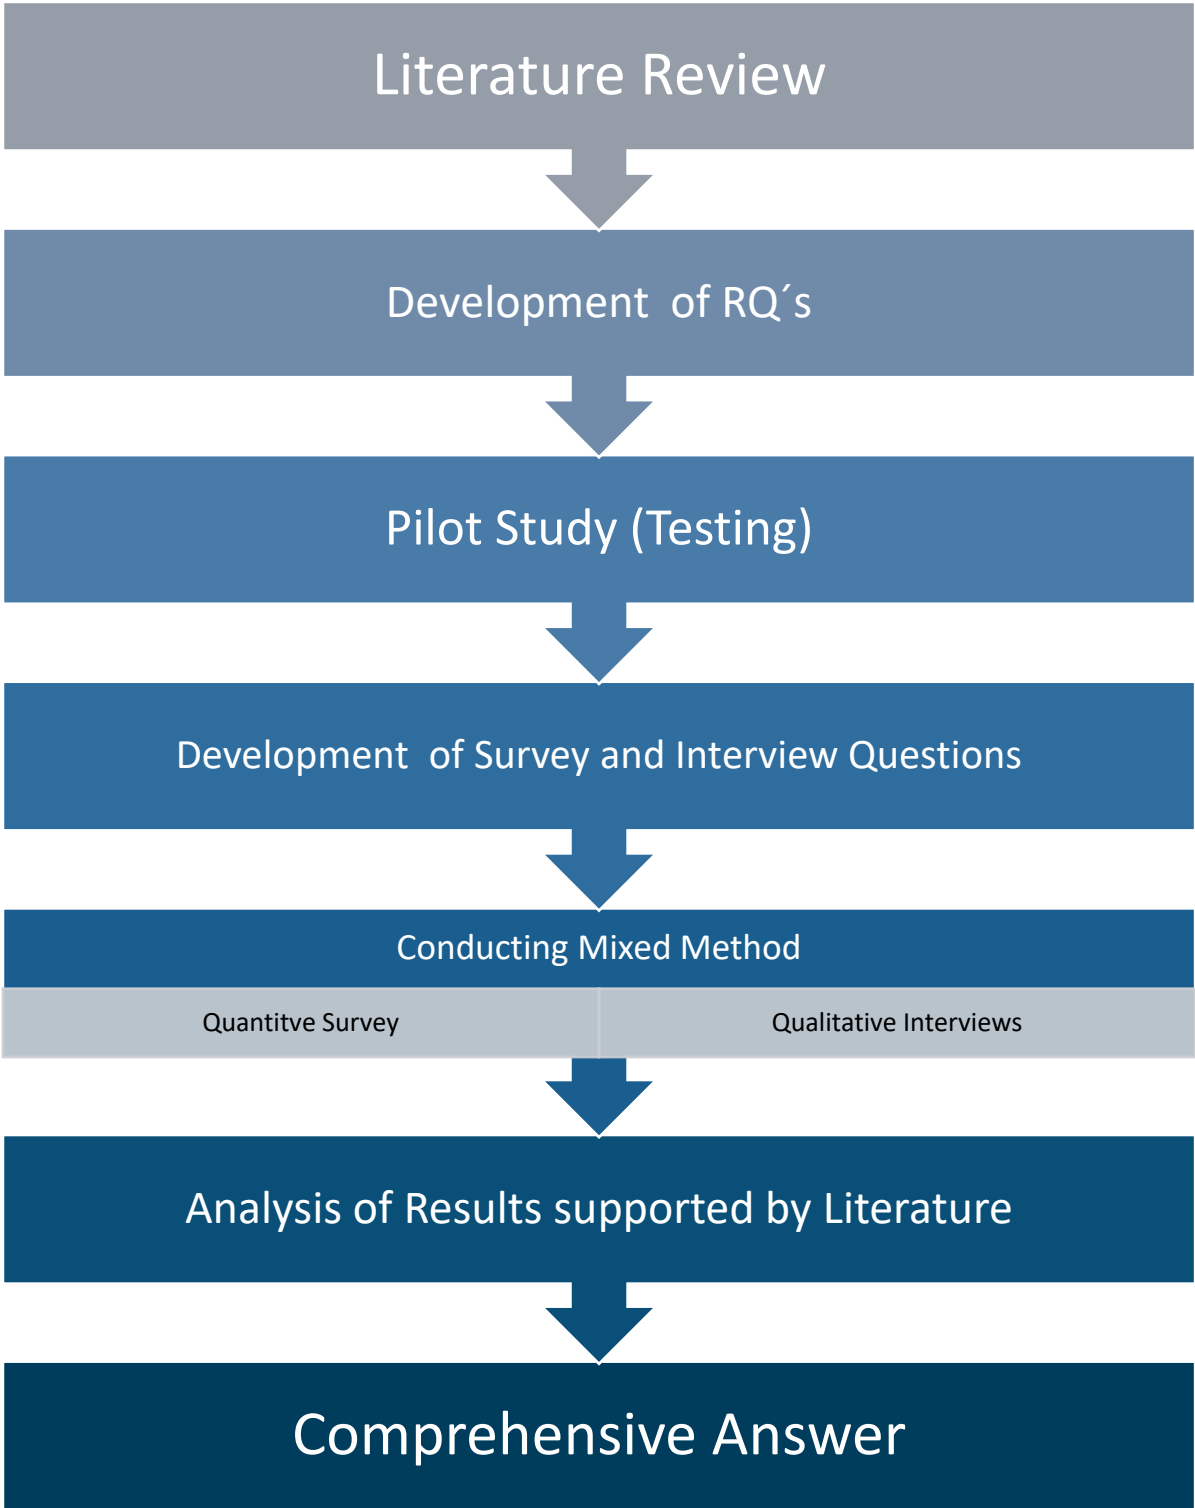 Literature Review
Development  of RQ´s
Pilot Study (Testing)
Development  of Survey and Interview Questions
Conducting Mixed Method
Quantitve Survey
Qualitative Interviews
Analysis of Results supported by Literature
Comprehensive Answer